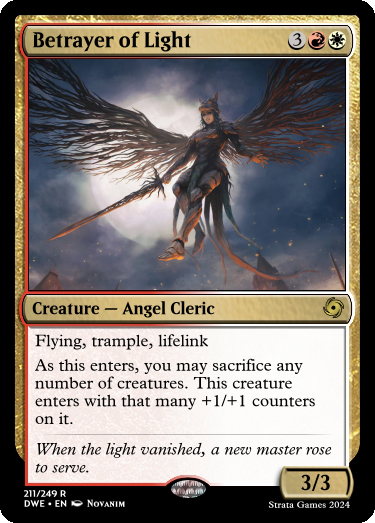 Betrayer of Light 3
Creature — Angel Cleric
Flying, trample, lifelink
As this enters, you may sacrifice any
number of creatures. This creature
enters with that many +1/+1 counters
on it.
When the light vanished, a new master rose
to serve.
3/3
211/249 R
DWE • EN Novanim
Strata Games 2024